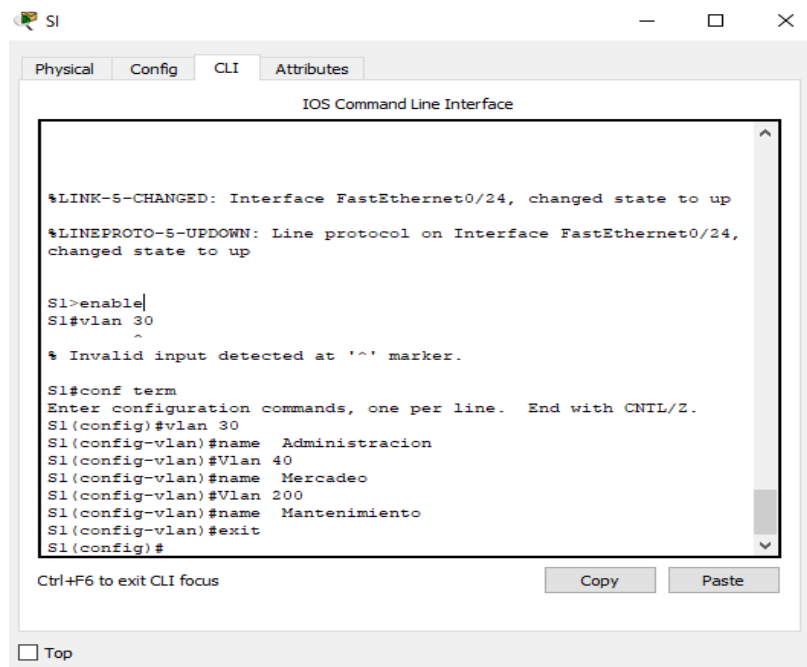 SI
Physical Config CLI Attributes
IOS Command Line Interface
%LINK-5-CHANGED: Interface FastEthernet0/24, changed state to up
%LINEPROTO-5-UPDOWN: Line protocol on Interface FastEthernet0/24,
changed state to up
S1>enable
S1#vlan 30
^
% Invalid input detected at '^' marker.
S1#conf term
Enter configuration commands, one per line.  End with CNTL/Z.
S1(config)#vlan 30
S1(config-vlan)#name  Administracion
S1(config-vlan)#Vlan 40
S1(config-vlan)#name  Mercadeo
S1(config-vlan)#Vlan 200
S1(config-vlan)#name  Mantenimiento
S1(config-vlan)#exit
S1(config)#
Ctrl+F6 to exit CLI focus
Copy Paste
Top